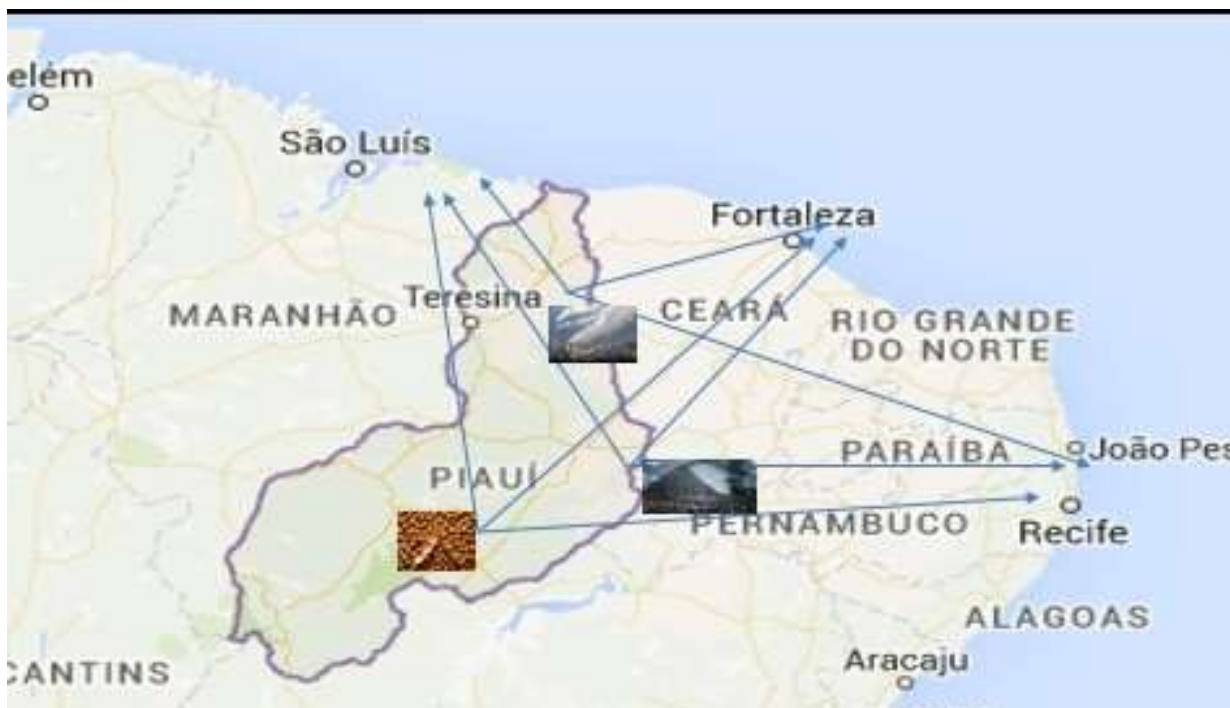 elém
São Luís
Fortaleza
Teresina
MARANHÃO
CEARÁ
RIO GRANDE
DO NORTE
PARAÍBA
João Pes
PIAUÍ
PERNAMBUCO
Recife
ALAGOAS
Aracaju
CANTINS